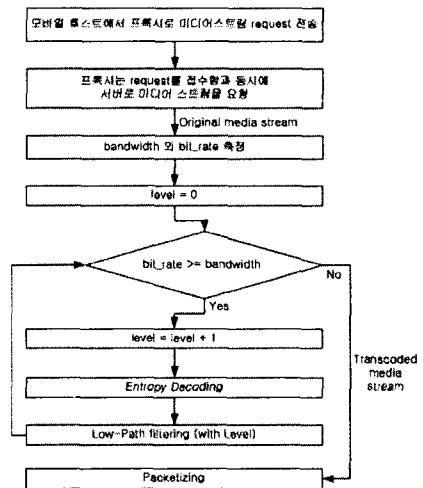 모바일 호스트에서 프록시로 미디어스트림 request 전송
프록시는 request를 접수함과 동시에
서버로 미디어 스트림을 요청
Original media stream
bandwidth 와 bit_rate 측정
level = 0
bit_rate >= bandwidth
No
Yes
level = level + 1
Transcoded
media
stream
Entropy Decoding
Low-Path filtering (with Level)
Packetizing